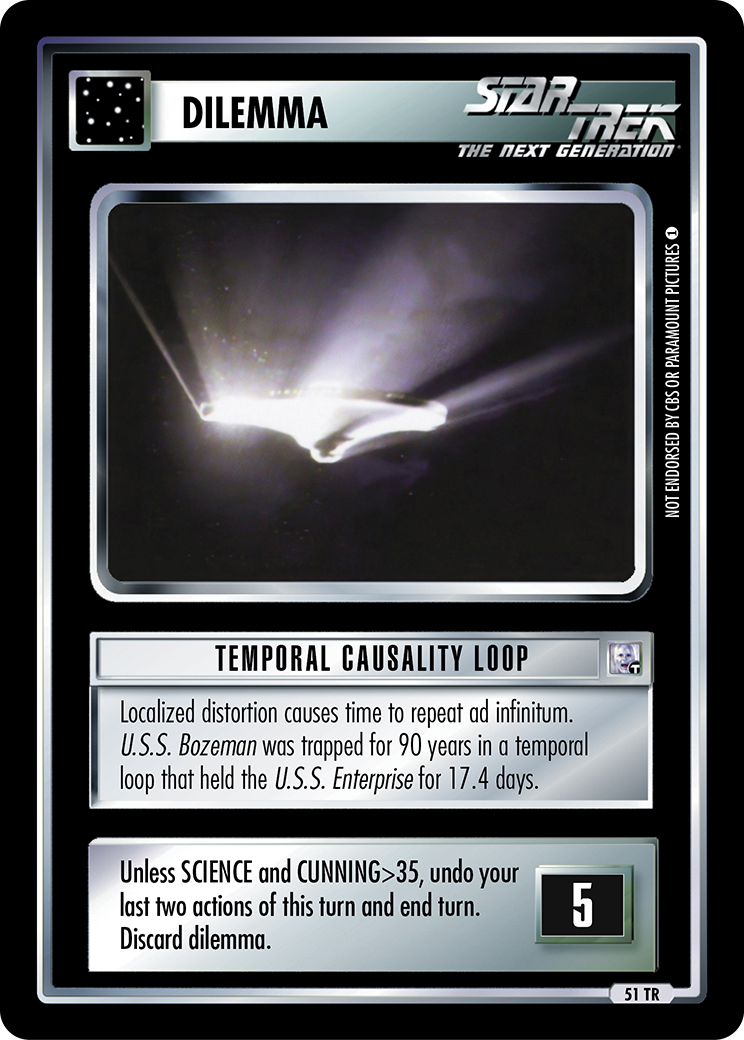 DILEMMA
STAR TREK
THE NEXT GENERATION
NOT ENDORSED BY CBS OR PARAMOUNT PICTURES 1
TEMPORAL CAUSALITY LOOP
T
Localized distortion causes time to repeat ad infinitum.
U.S.S. Bozeman was trapped for 90 years in a temporal
loop that held the U.S.S. Enterprise for 17.4 days.
Unless SCIENCE and CUNNING>35, undo your
last two actions of this turn and end turn.
Discard dilemma.
5
51 TR